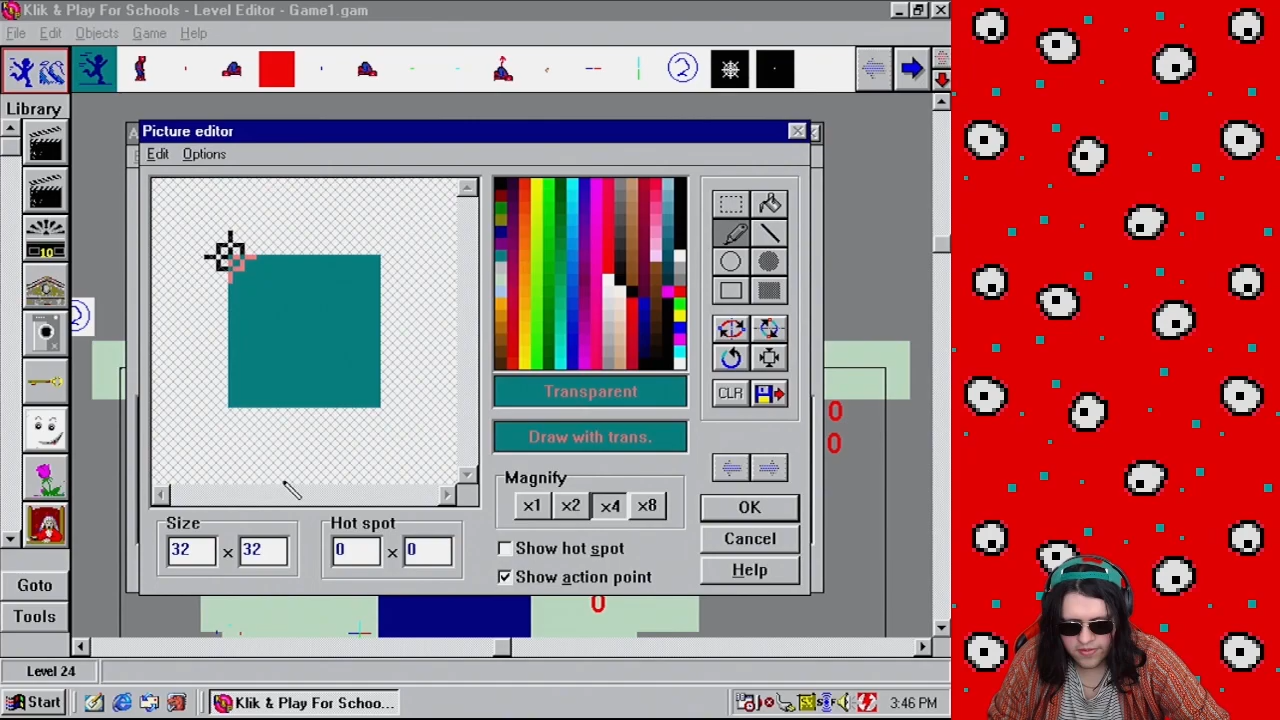 Klik & Play For Schools - Level Editor - Game1.gam
File Edit Objects Game Help
Library
10
Picture editor
Edit Options
Transparent
Draw with trans.
CLR
Magnify
x1 x2 x4 x8
OK
Cancel
Help
Show hot spot
Show action point
Size
32 x 32
Hot spot
0 x 0
0
0
0
Goto
Tools
Level 24
Start
Klik & Play For Schoo...
3:46 PM